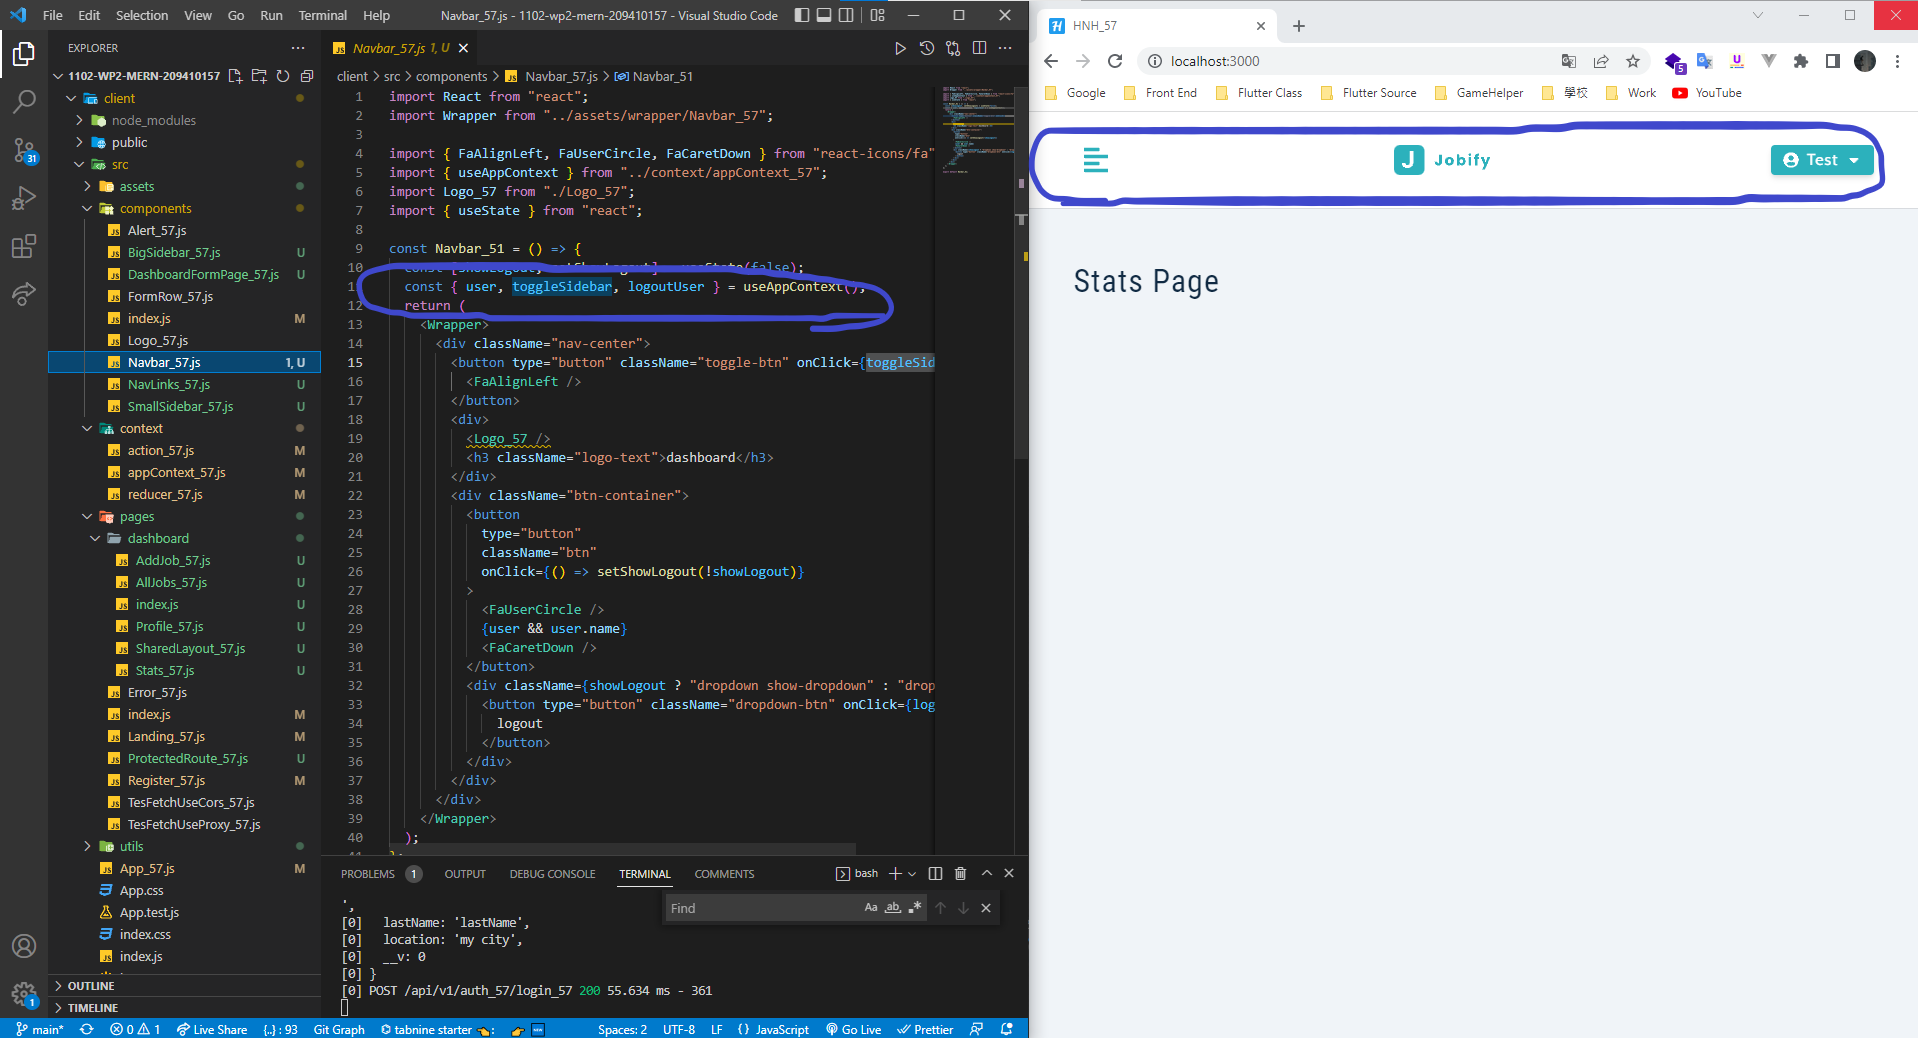 File Edit Selection View Go Run Terminal Help Navbar_57.js - 1102-wp2-mern-209410157 - Visual Studio Code
EXPLORER
1102-WP2-MERN-209410157
client
node_modules
public
src
assets
components
Alert_57.js
BigSidebar_57.js U
DashboardFormPage_57.js U
FormRow_57.js
index.js M
Logo_57.js
Navbar_57.js 1, U
NavLinks_57.js U
SmallSidebar_57.js U
context
action_57.js M
appContext_57.js M
reducer_57.js M
pages
dashboard
AddJob_57.js U
AllJobs_57.js U
index.js U
Profile_57.js U
SharedLayout_57.js U
Stats_57.js U
Error_57.js
index.js M
Landing_57.js M
ProtectedRoute_57.js U
Register_57.js M
TesFetchUseCors_57.js
TesFetchUseProxy_57.js
utils
App_57.js M
App.css
App.test.js
index.css
index.js
OUTLINE
TIMELINE
31
1
Navbar_57.js 1, U
client > src > components > Navbar_57.js > Navbar_51
1 import React from "react";
2 import Wrapper from "../assets/wrapper/Navbar_57";
3
4 import { FaAlignLeft, FaUserCircle, FaCaretDown } from "react-icons/fa"
5 import { useAppContext } from "../context/appContext_57";
6 import Logo_57 from "./Logo_57";
7 import { useState } from "react";
8
9 const Navbar_51 = () => {
10 const [showLogout, setShowLogout] = useState(false);
11 const { user, toggleSidebar, logoutUser } = useAppContext();
12 return (
13 <Wrapper>
14 <div className="nav-center">
15 <button type="button" className="toggle-btn" onClick={toggleSid
16 <FaAlignLeft />
17 </button>
18 <div>
19 <Logo_57 />
20 <h3 className="logo-text">dashboard</h3>
21 </div>
22 <div className="btn-container">
23 <button
24 type="button"
25 className="btn"
26 onClick={() => setShowLogout(!showLogout)}
27 >
28 <FaUserCircle />
29 {user && user.name}
30 <FaCaretDown />
31 </button>
32 <div className={showLogout ? "dropdown show-dropdown" : "drop
33 <button type="button" className="dropdown-btn" onClick={log
34 logout
35 </button>
36 </div>
37 </div>
38 </div>
39 </Wrapper>
40 );
PROBLEMS 1 OUTPUT DEBUG CONSOLE TERMINAL COMMENTS bash
Find Aa ab .*
',
[0] lastName: 'lastName',
[0] location: 'my city',
[0] __v: 0
[0] }
[0] POST /api/v1/auth_57/login_57 200 55.634 ms - 361
main* 0 1 Live Share {..} : 93 Git Graph tabnine starter Spaces: 2 UTF-8 LF {} JavaScript Go Live Prettier
HNH_57
localhost:3000
5
Google Front End Flutter Class Flutter Source GameHelper 學校 Work YouTube
J Jobify Test
Stats Page